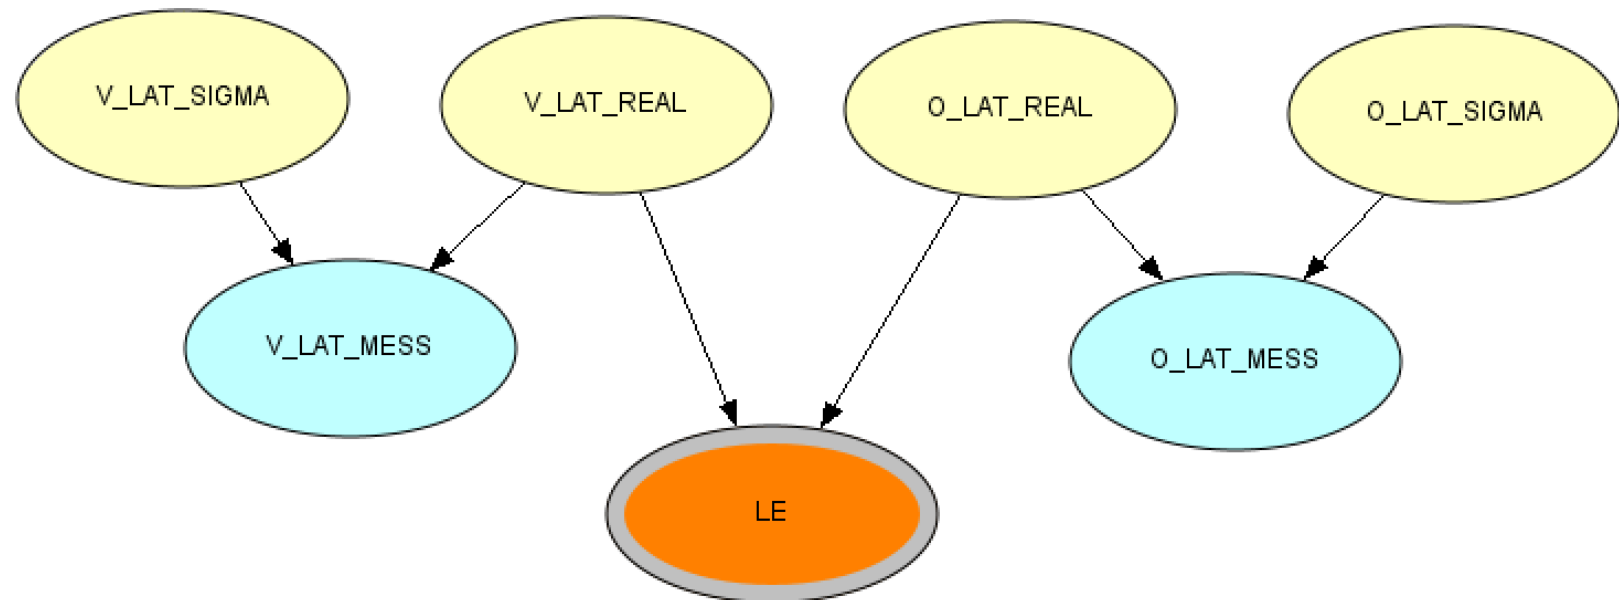 V_LAT_SIGMA
V_LAT_REAL
O_LAT_REAL
O_LAT_SIGMA
V_LAT_MESS
O_LAT_MESS
LE